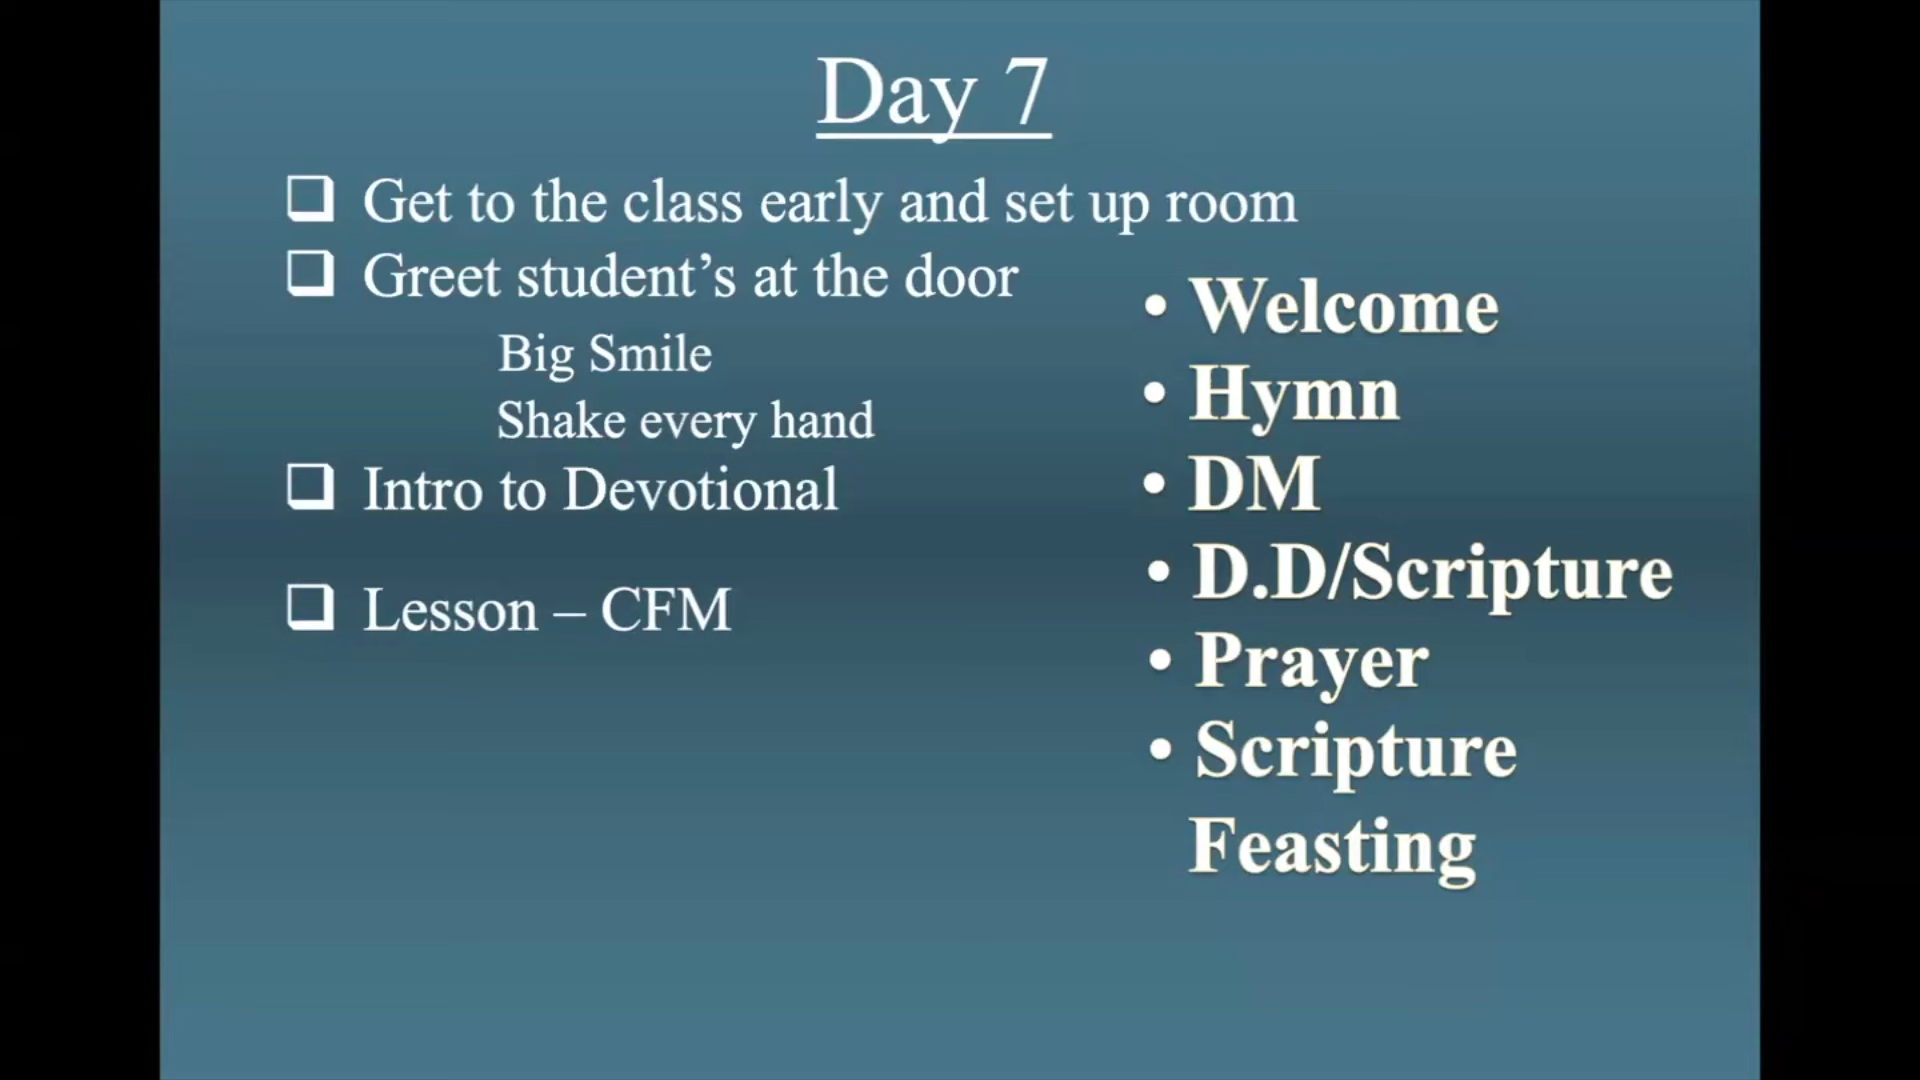 Day 7
❑ Get to the class early and set up room
❑ Greet student’s at the door
Big Smile
Shake every hand
❑ Intro to Devotional
❑ Lesson – CFM
• Welcome
• Hymn
• DM
• D.D/Scripture
• Prayer
• Scripture
Feasting